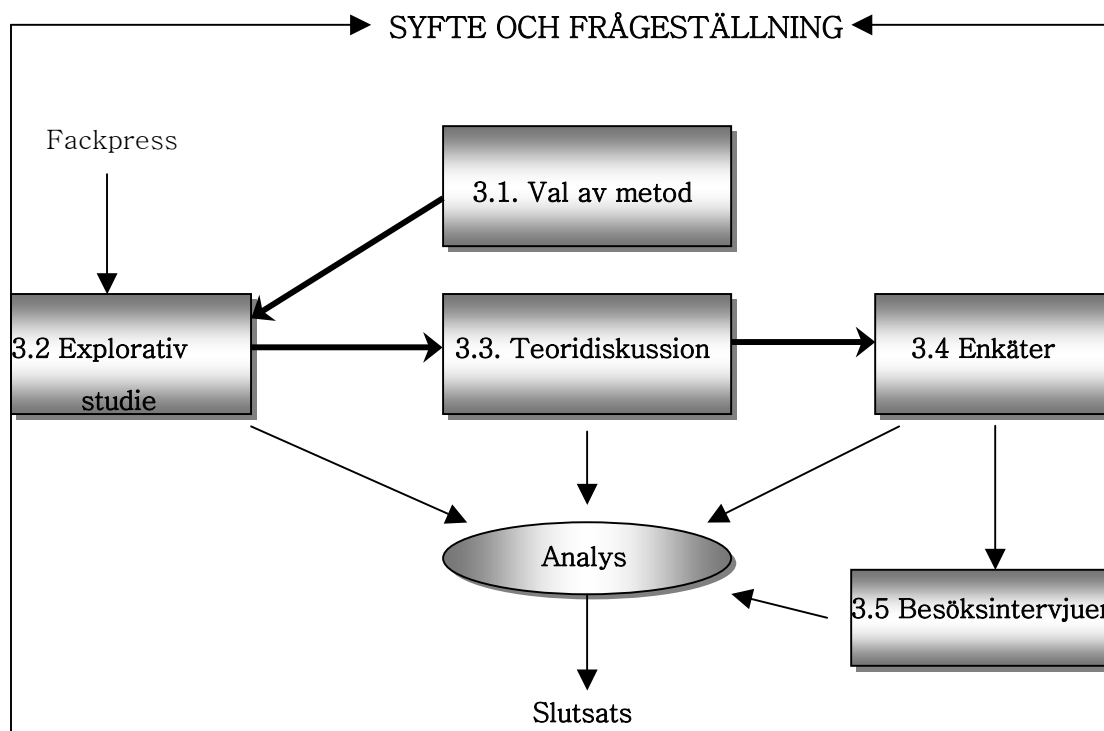 SYFTE OCH FRÅGESTÄLLNING
Fackpress
3.1. Val av metod
3.2 Explorativ
studie
3.3. Teoridiskussion
3.4 Enkäter
Analys
3.5 Besöksintervjuer
Slutsats